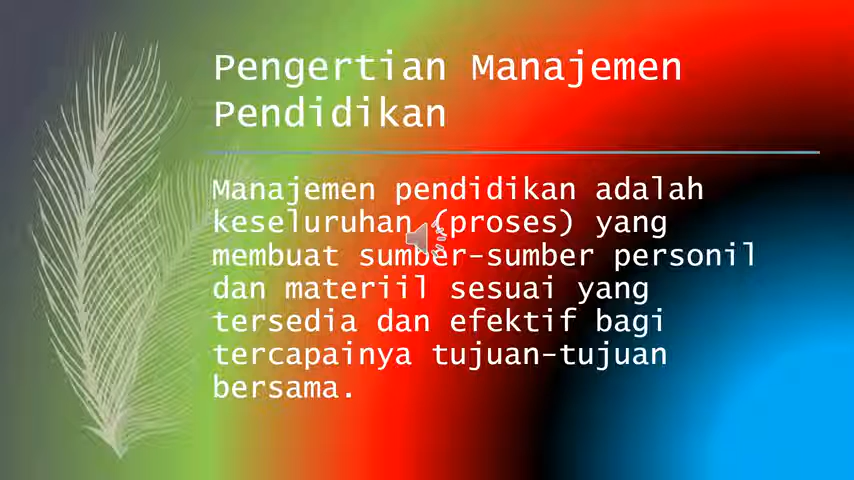 Pengertian Manajemen
Pendidikan
Manajemen pendidikan adalah
keseluruhan (proses) yang
membuat sumber-sumber personil
dan materiil sesuai yang
tersedia dan efektif bagi
tercapainya tujuan-tujuan
bersama.